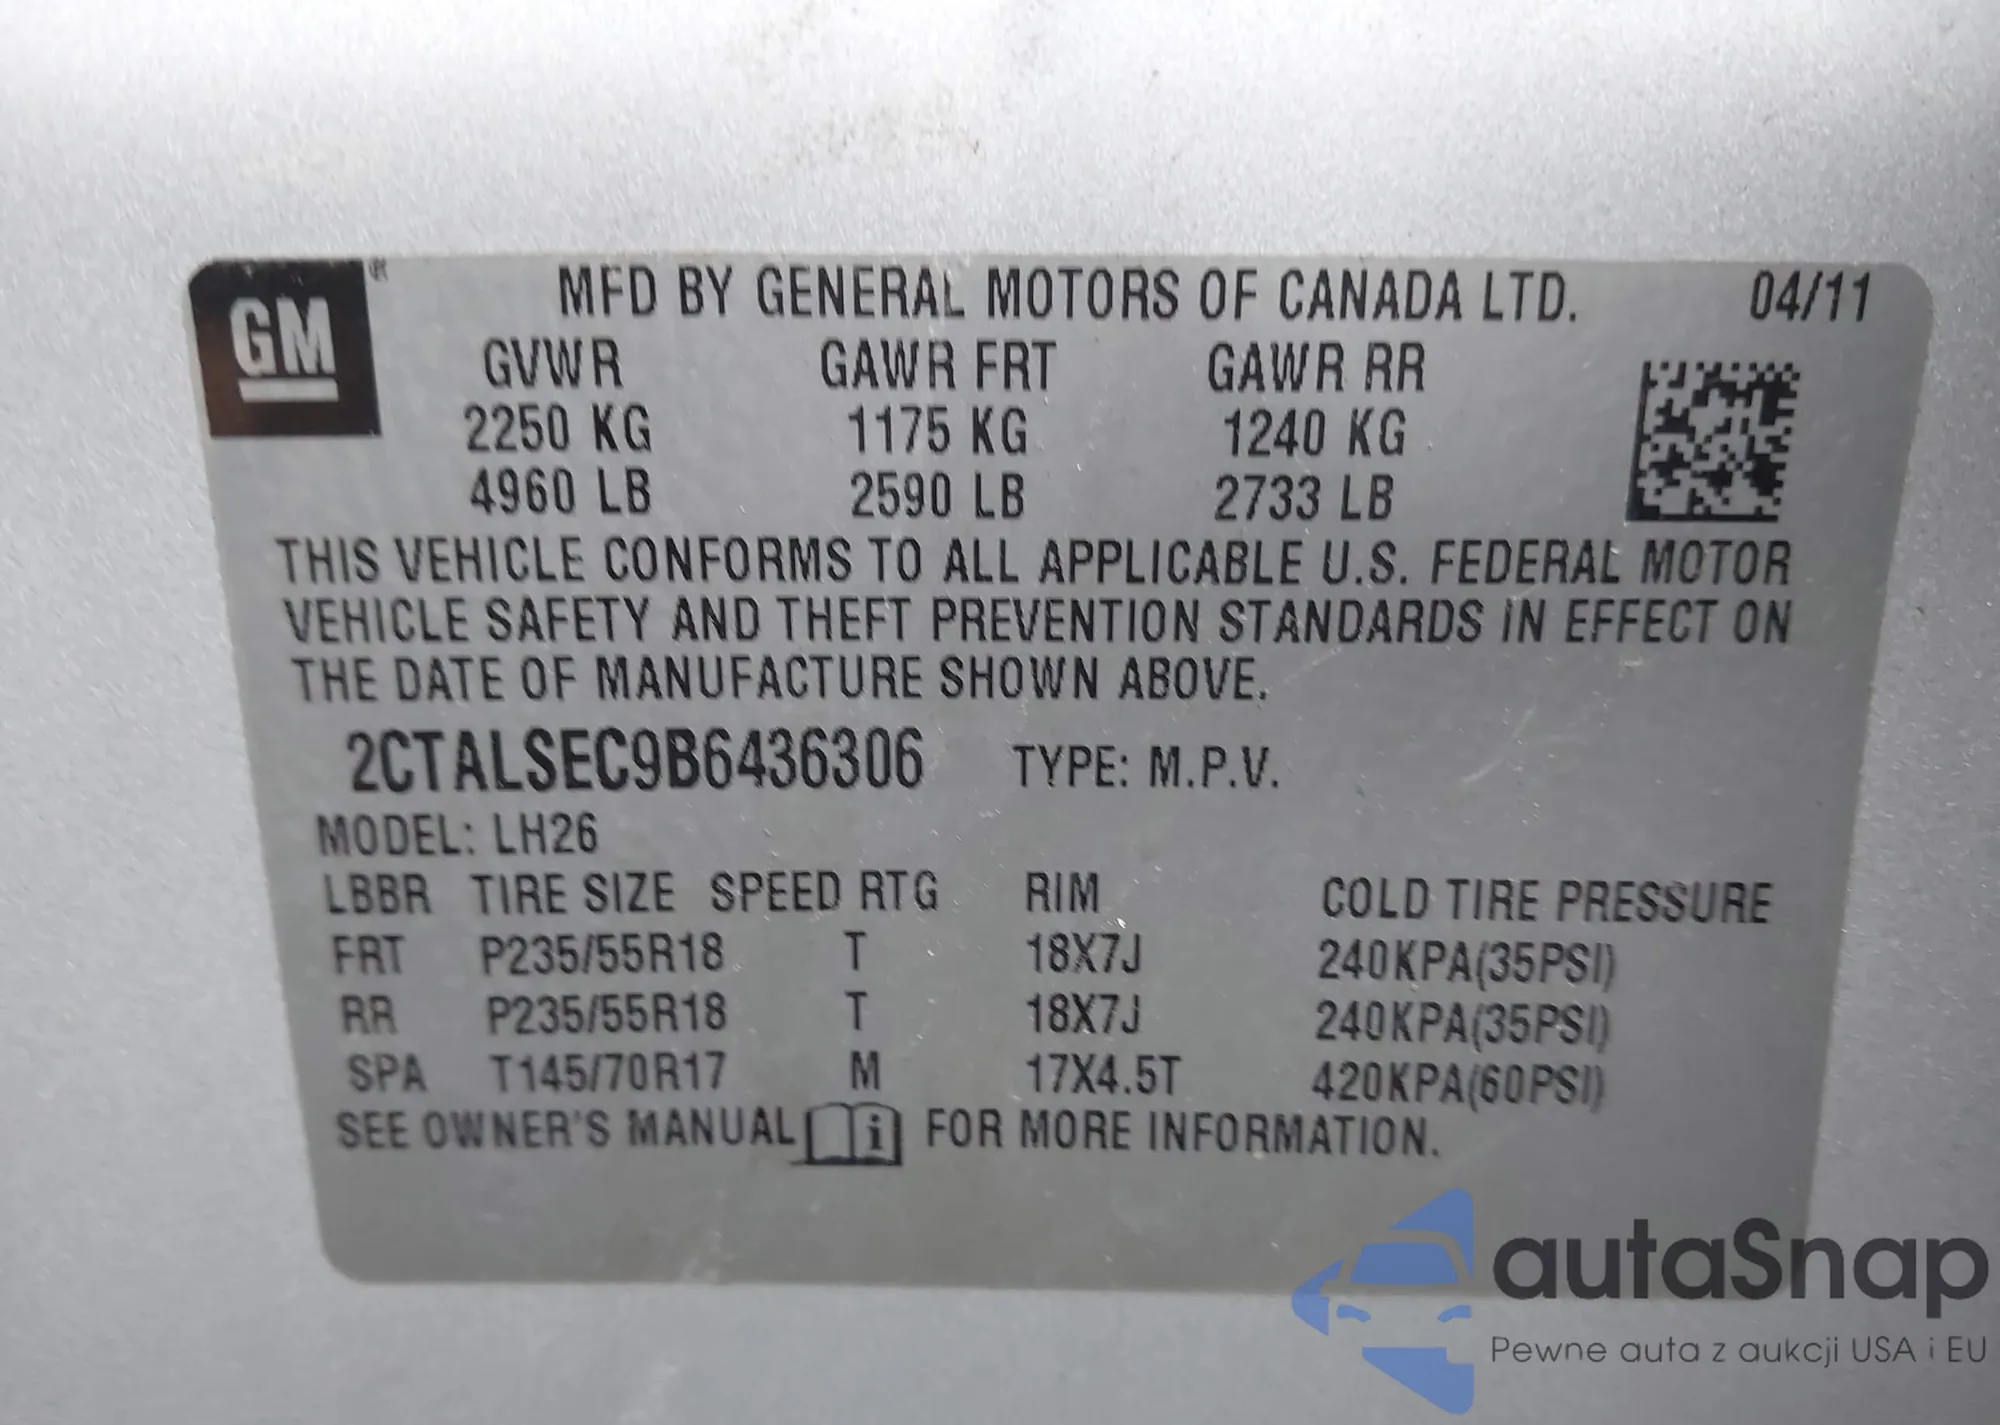 GM ®
MFD BY GENERAL MOTORS OF CANADA LTD. 04/11
GVWR GAWR FRT GAWR RR
2250 KG 1175 KG 1240 KG
4960 LB 2590 LB 2733 LB
THIS VEHICLE CONFORMS TO ALL APPLICABLE U.S. FEDERAL MOTOR
VEHICLE SAFETY AND THEFT PREVENTION STANDARDS IN EFFECT ON
THE DATE OF MANUFACTURE SHOWN ABOVE.
2CTALSEC9B6436306 TYPE: M.P.V.
MODEL: LH26
LBBR TIRE SIZE SPEED RTG RIM COLD TIRE PRESSURE
FRT P235/55R18 T 18X7J 240KPA(35PSI)
RR P235/55R18 T 18X7J 240KPA(35PSI)
SPA T145/70R17 M 17X4.5T 420KPA(60PSI)
SEE OWNER'S MANUAL i FOR MORE INFORMATION.
autaSnap
Pewne auta z aukcji USA i EU